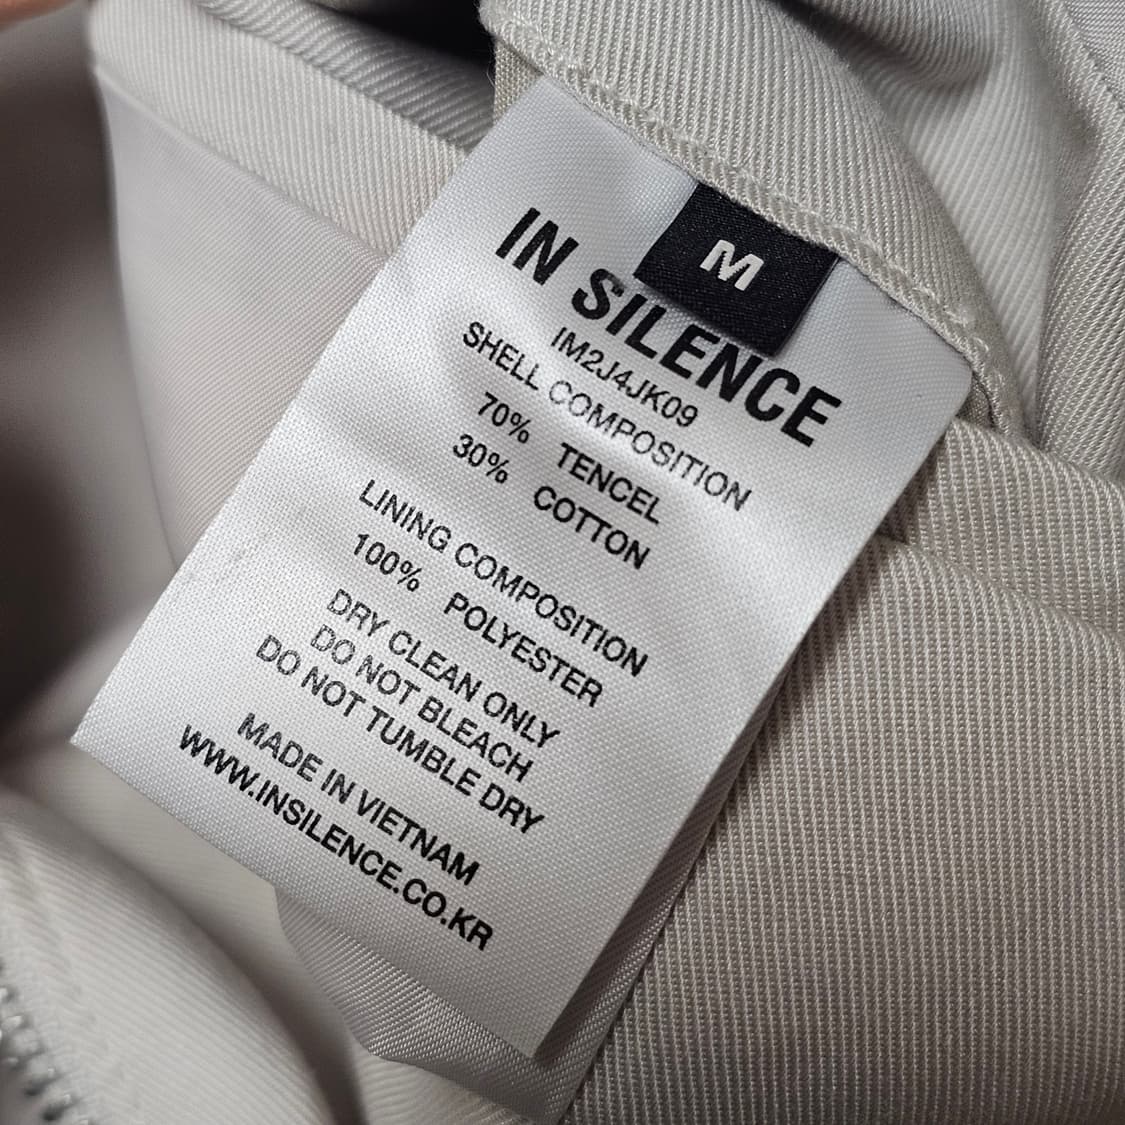 M
IN SILENCE
IM2J4JK09
SHELL COMPOSITION
70% TENCEL
30% COTTON
LINING COMPOSITION
100% POLYESTER
DRY CLEAN ONLY
DO NOT BLEACH
DO NOT TUMBLE DRY
MADE IN VIETNAM
WWW.INSILENCE.CO.KR